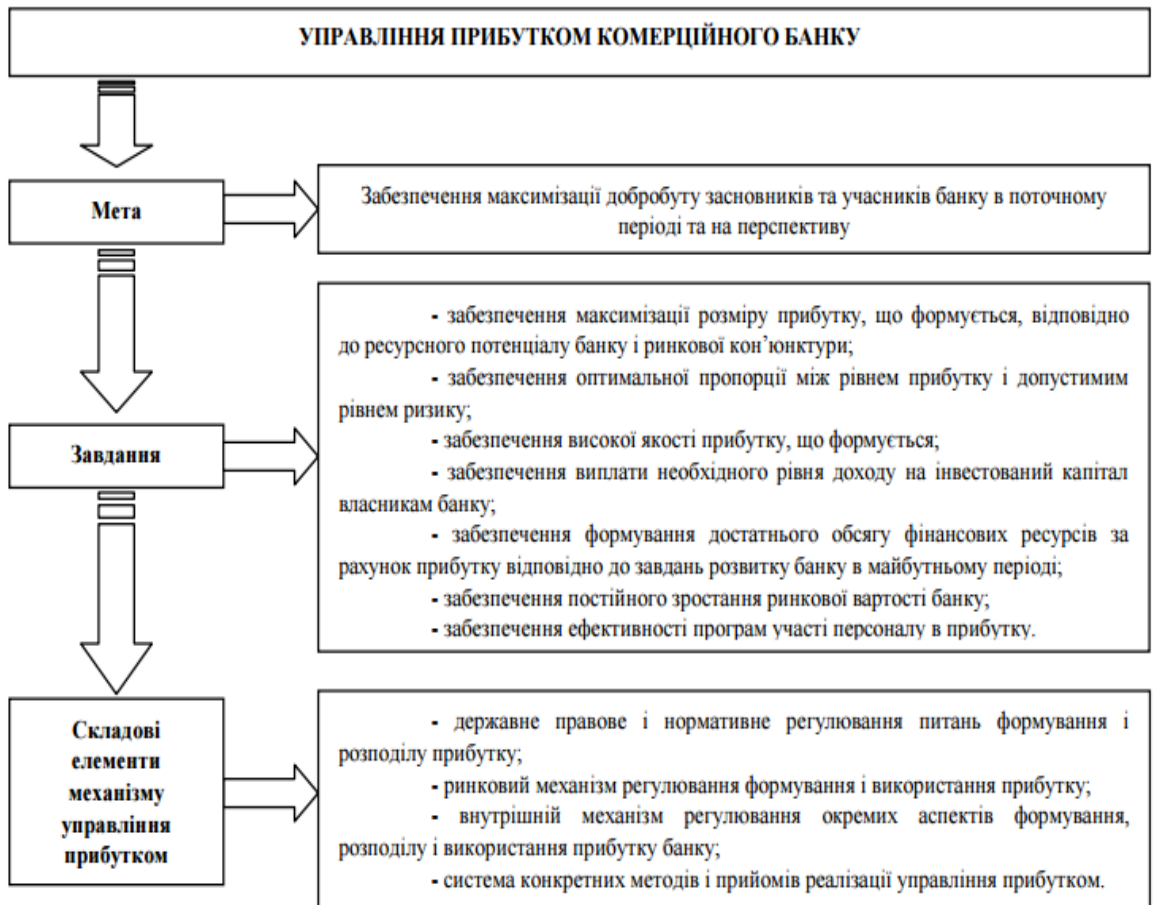 УПРАВЛІННЯ ПРИБУТКОМ КОМЕРЦІЙНОГО БАНКУ
Мета
Забезпечення максимізації добробуту засновників та учасників банку в поточному
періоді та на перспективу
Завдання
- забезпечення максимізації розміру прибутку, що формується, відповідно
до ресурсного потенціалу банку і ринкової кон’юнктури;
- забезпечення оптимальної пропорції між рівнем прибутку і допустимим
рівнем ризику;
- забезпечення високої якості прибутку, що формується;
- забезпечення виплати необхідного рівня доходу на інвестований капітал
власникам банку;
- забезпечення формування достатнього обсягу фінансових ресурсів за
рахунок прибутку відповідно до завдань розвитку банку в майбутньому періоді;
- забезпечення постійного зростання ринкової вартості банку;
- забезпечення ефективності програм участі персоналу в прибутку.
Складові
елементи
механізму
управління
прибутком
- державне правове і нормативне регулювання питань формування і
розподілу прибутку;
- ринковий механізм регулювання формування і використання прибутку;
- внутрішній механізм регулювання окремих аспектів формування,
розподілу і використання прибутку банку;
- система конкретних методів і прийомів реалізації управління прибутком.